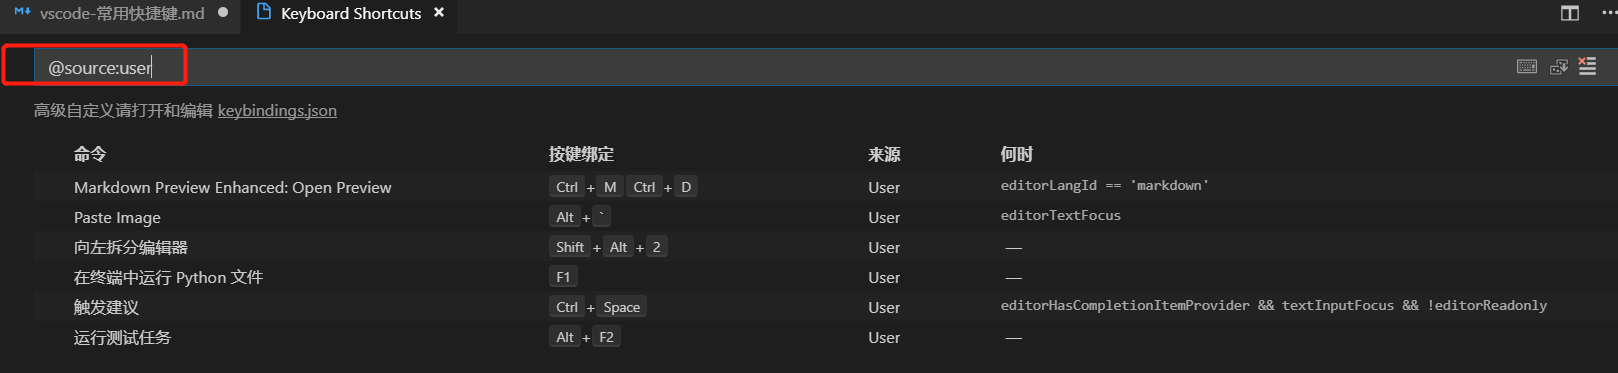 vscode-常用快捷键.md Keyboard Shortcuts
@source:user
高级自定义请打开和编辑 keybindings.json
命令 按键绑定 来源 何时
Markdown Preview Enhanced: Open Preview Ctrl + M Ctrl + D User editorLangId == 'markdown'
Paste Image Alt + ` User editorTextFocus
向左拆分编辑器 Shift + Alt + 2 User —
在终端中运行 Python 文件 F1 User —
触发建议 Ctrl + Space User editorHasCompletionItemProvider && textInputFocus && !editorReadonly
运行测试任务 Alt + F2 User —